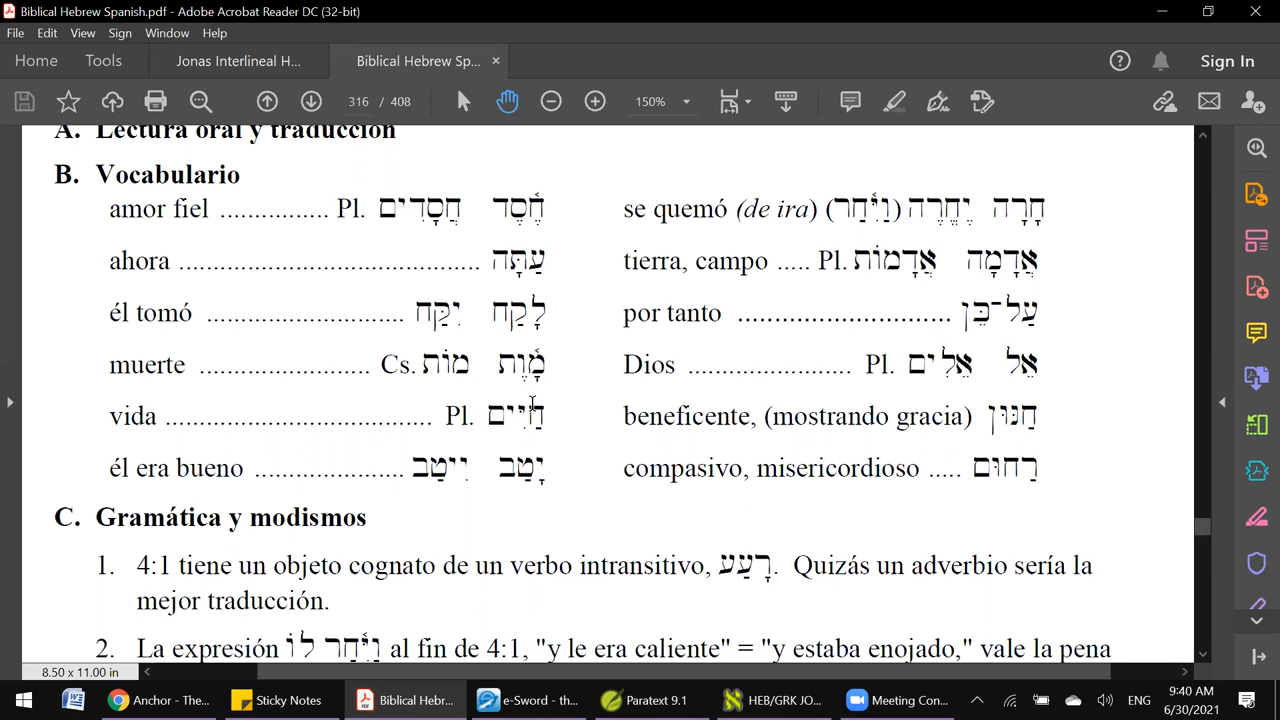 Biblical Hebrew Spanish.pdf - Adobe Acrobat Reader DC (32-bit)
File Edit View Sign Window Help
Home Tools Jonas Interlineal H... Biblical Hebrew Sp... × Sign In
316 / 408 150%
A. Lectura oral y traducción
B. Vocabulario
amor fiel ............... Pl. חֶ֫סֶד חֲסָדִים
se quemó (de ira) חָרָה יֶחֱרֶה (וַיִּ֫חַר)
ahora ........................................ עַתָּה
tierra, campo ..... Pl. אֲדָמָה אֲדָמוֹת
él tomó .......................... לָקַח יִקַּח
por tanto ............................ עַל־כֵּן
muerte ...................... Cs. מָ֫וֶת מוֹת
Dios ..................... Pl. אֵל אֵלִים
vida ................................... Pl. חַיִּים
beneficente, (mostrando gracia) חַנּוּן
él era bueno .................... יָטַב יִיטַב
compasivo, misericordioso ..... רַחוּם
C. Gramática y modismos
1. 4:1 tiene un objeto cognato de un verbo intransitivo, רָעַע. Quizás un adverbio sería la
mejor traducción.
2. La expresión וַיִּ֫חַר לוֹ al fin de 4:1, "y le era caliente" = "y estaba enojado," vale la pena
8.50 x 11.00 in
Anchor - The... Sticky Notes Biblical Hebr... e-Sword - th... Paratext 9.1 HEB/GRK JO... Meeting Con... ENG 9:40 AM
6/30/2021